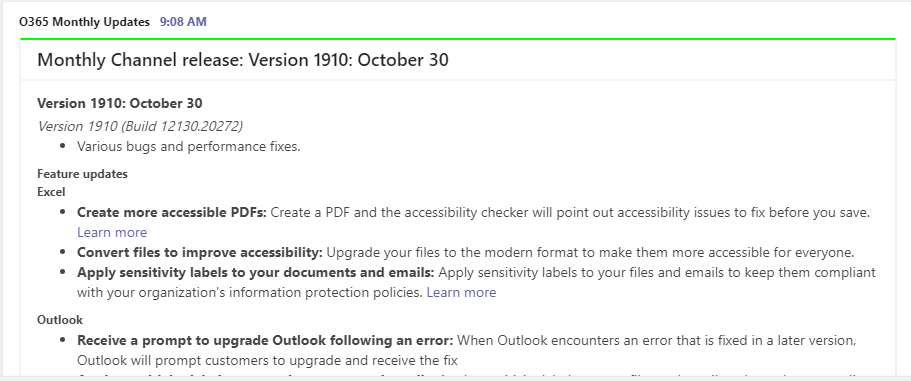 O365 Monthly Updates 9:08 AM
Monthly Channel release: Version 1910: October 30
Version 1910: October 30
Version 1910 (Build 12130.20272)
• Various bugs and performance fixes.
Feature updates
Excel
• Create more accessible PDFs: Create a PDF and the accessibility checker will point out accessibility issues to fix before you save.
Learn more
• Convert files to improve accessibility: Upgrade your files to the modern format to make them more accessible for everyone.
• Apply sensitivity labels to your documents and emails: Apply sensitivity labels to your files and emails to keep them compliant
with your organization's information protection policies. Learn more
Outlook
• Receive a prompt to upgrade Outlook following an error: When Outlook encounters an error that is fixed in a later version,
Outlook will prompt customers to upgrade and receive the fix